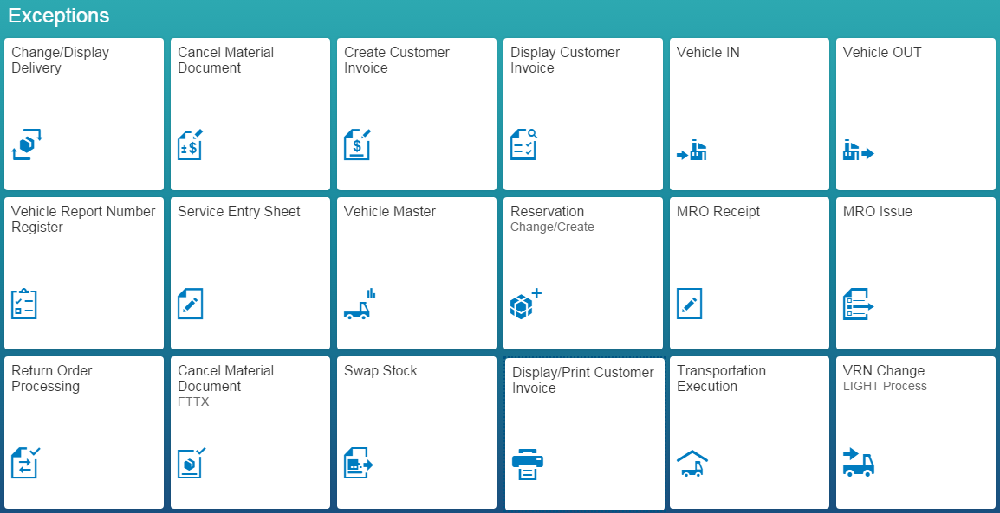 Exceptions
Change/Display
Delivery
Cancel Material
Document
Create Customer
Invoice
Display Customer
Invoice
Vehicle IN
Vehicle OUT
Vehicle Report Number
Register
Service Entry Sheet
Vehicle Master
Reservation
Change/Create
MRO Receipt
MRO Issue
Return Order
Processing
Cancel Material
Document
FTTX
Swap Stock
Display/Print Customer
Invoice
Transportation
Execution
VRN Change
LIGHT Process